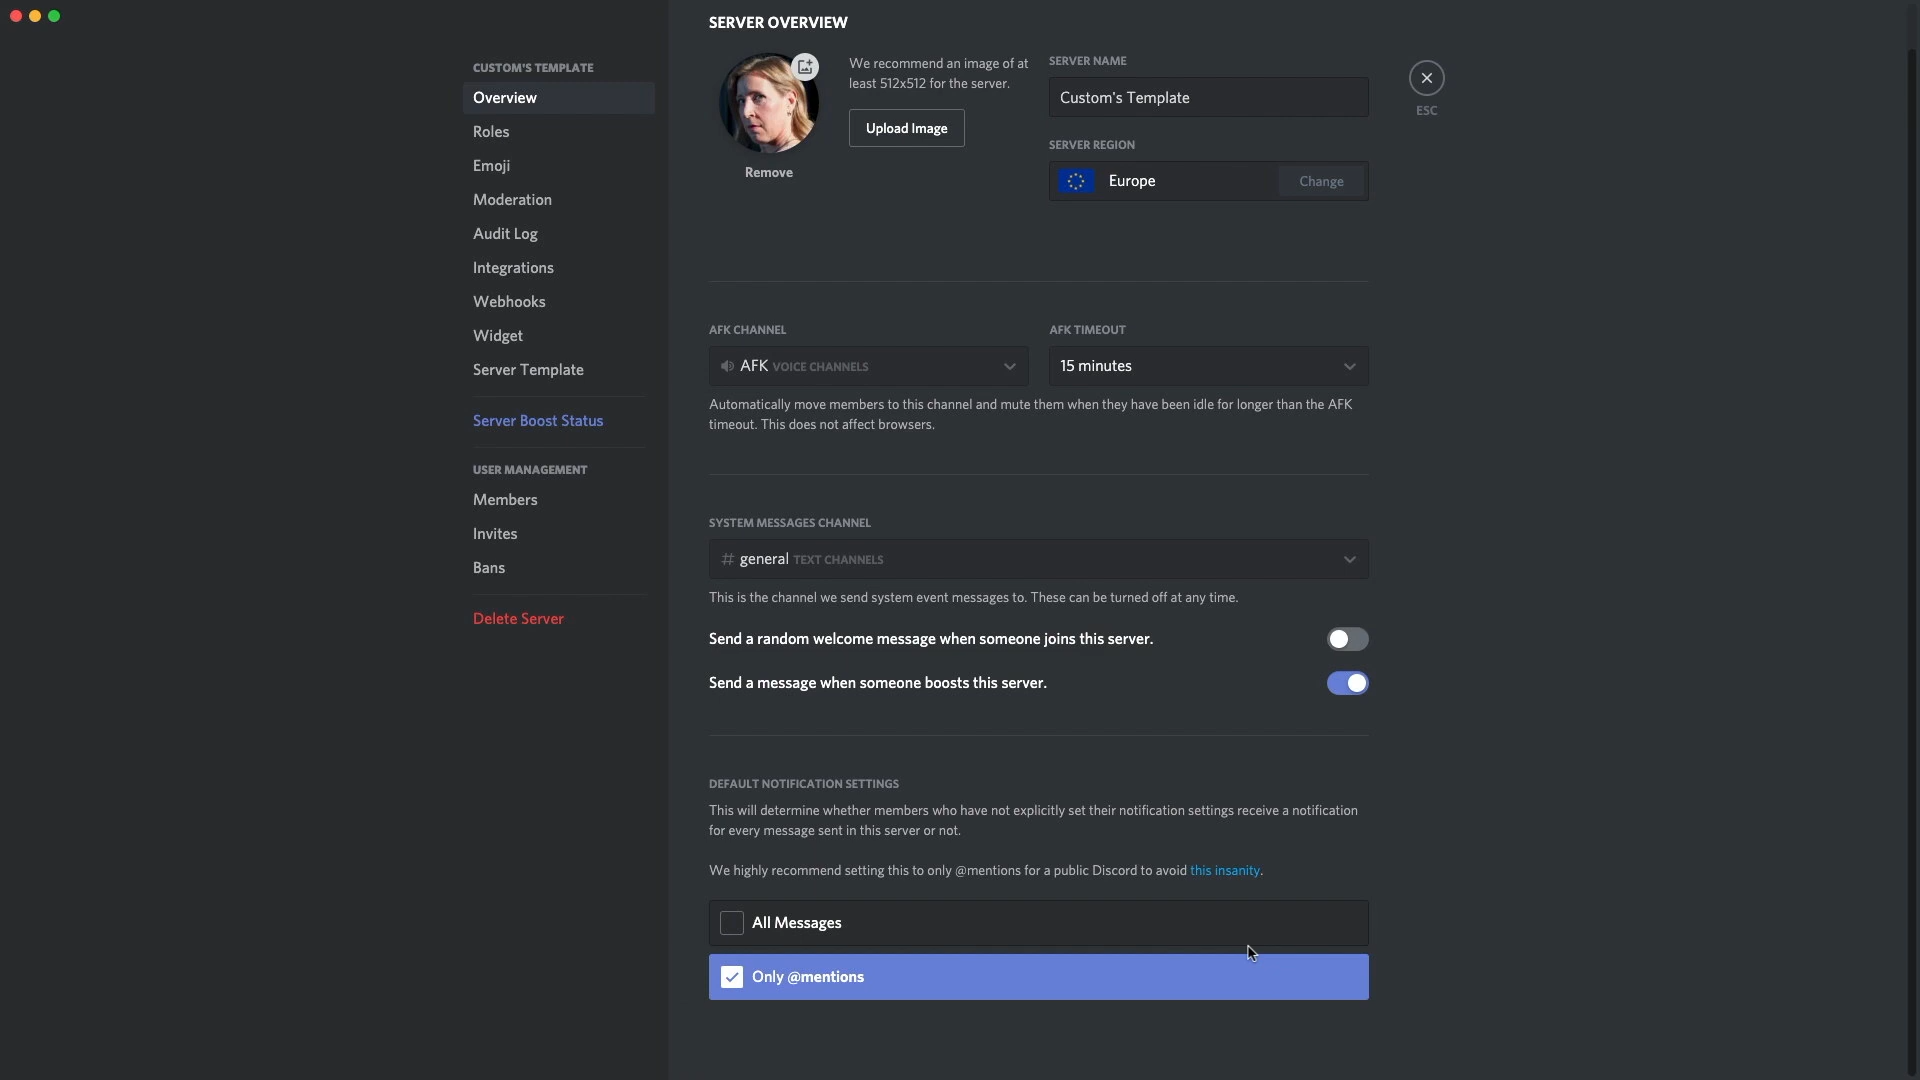 CUSTOM'S TEMPLATE
Overview
Roles
Emoji
Moderation
Audit Log
Integrations
Webhooks
Widget
Server Template
Server Boost Status
USER MANAGEMENT
Members
Invites
Bans
Delete Server
SERVER OVERVIEW
We recommend an image of at
least 512x512 for the server.
Upload Image
Remove
SERVER NAME
Custom's Template
SERVER REGION
Europe
Change
ESC
AFK CHANNEL
AFK VOICE CHANNELS
AFK TIMEOUT
15 minutes
Automatically move members to this channel and mute them when they have been idle for longer than the AFK
timeout. This does not affect browsers.
SYSTEM MESSAGES CHANNEL
# general TEXT CHANNELS
This is the channel we send system event messages to. These can be turned off at any time.
Send a random welcome message when someone joins this server.
Send a message when someone boosts this server.
DEFAULT NOTIFICATION SETTINGS
This will determine whether members who have not explicitly set their notification settings receive a notification
for every message sent in this server or not.
We highly recommend setting this to only @mentions for a public Discord to avoid this insanity.
All Messages
Only @mentions